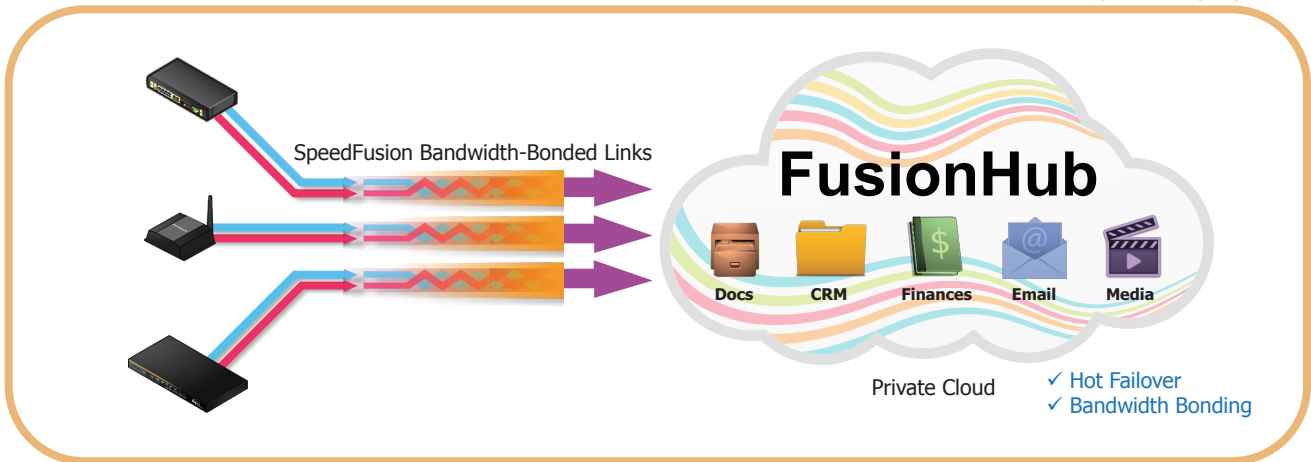 SpeedFusion Bandwidth-Bonded Links
FusionHub
Docs CRM Finances Email Media
Private Cloud
✓ Hot Failover
✓ Bandwidth Bonding